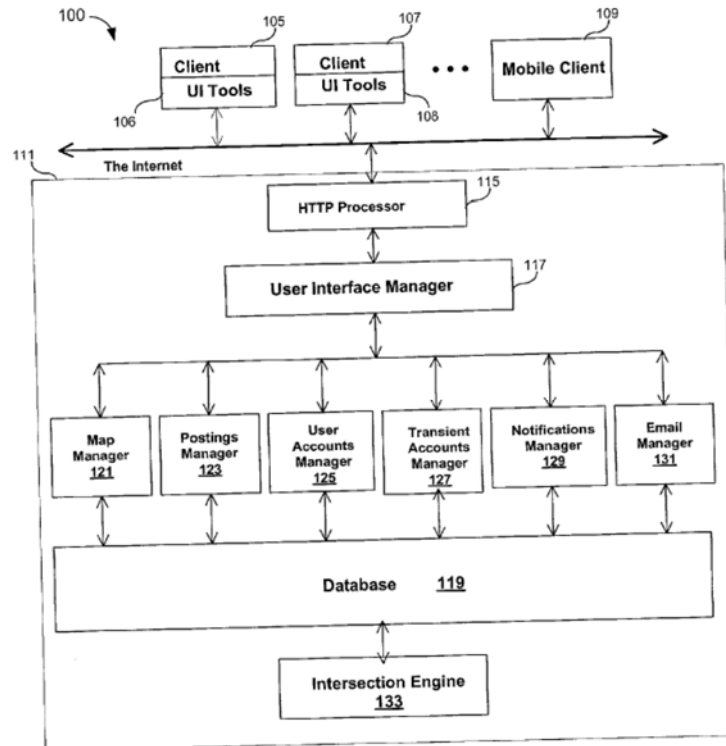 100
105
107
109
Client
UI Tools
106
Client
UI Tools
108
Mobile Client
111
The Internet
HTTP Processor
115
User Interface Manager
117
Map
Manager
121
Postings
Manager
123
User
Accounts
Manager
125
Transient
Accounts
Manager
127
Notifications
Manager
129
Email
Manager
131
Database 119
Intersection Engine
133